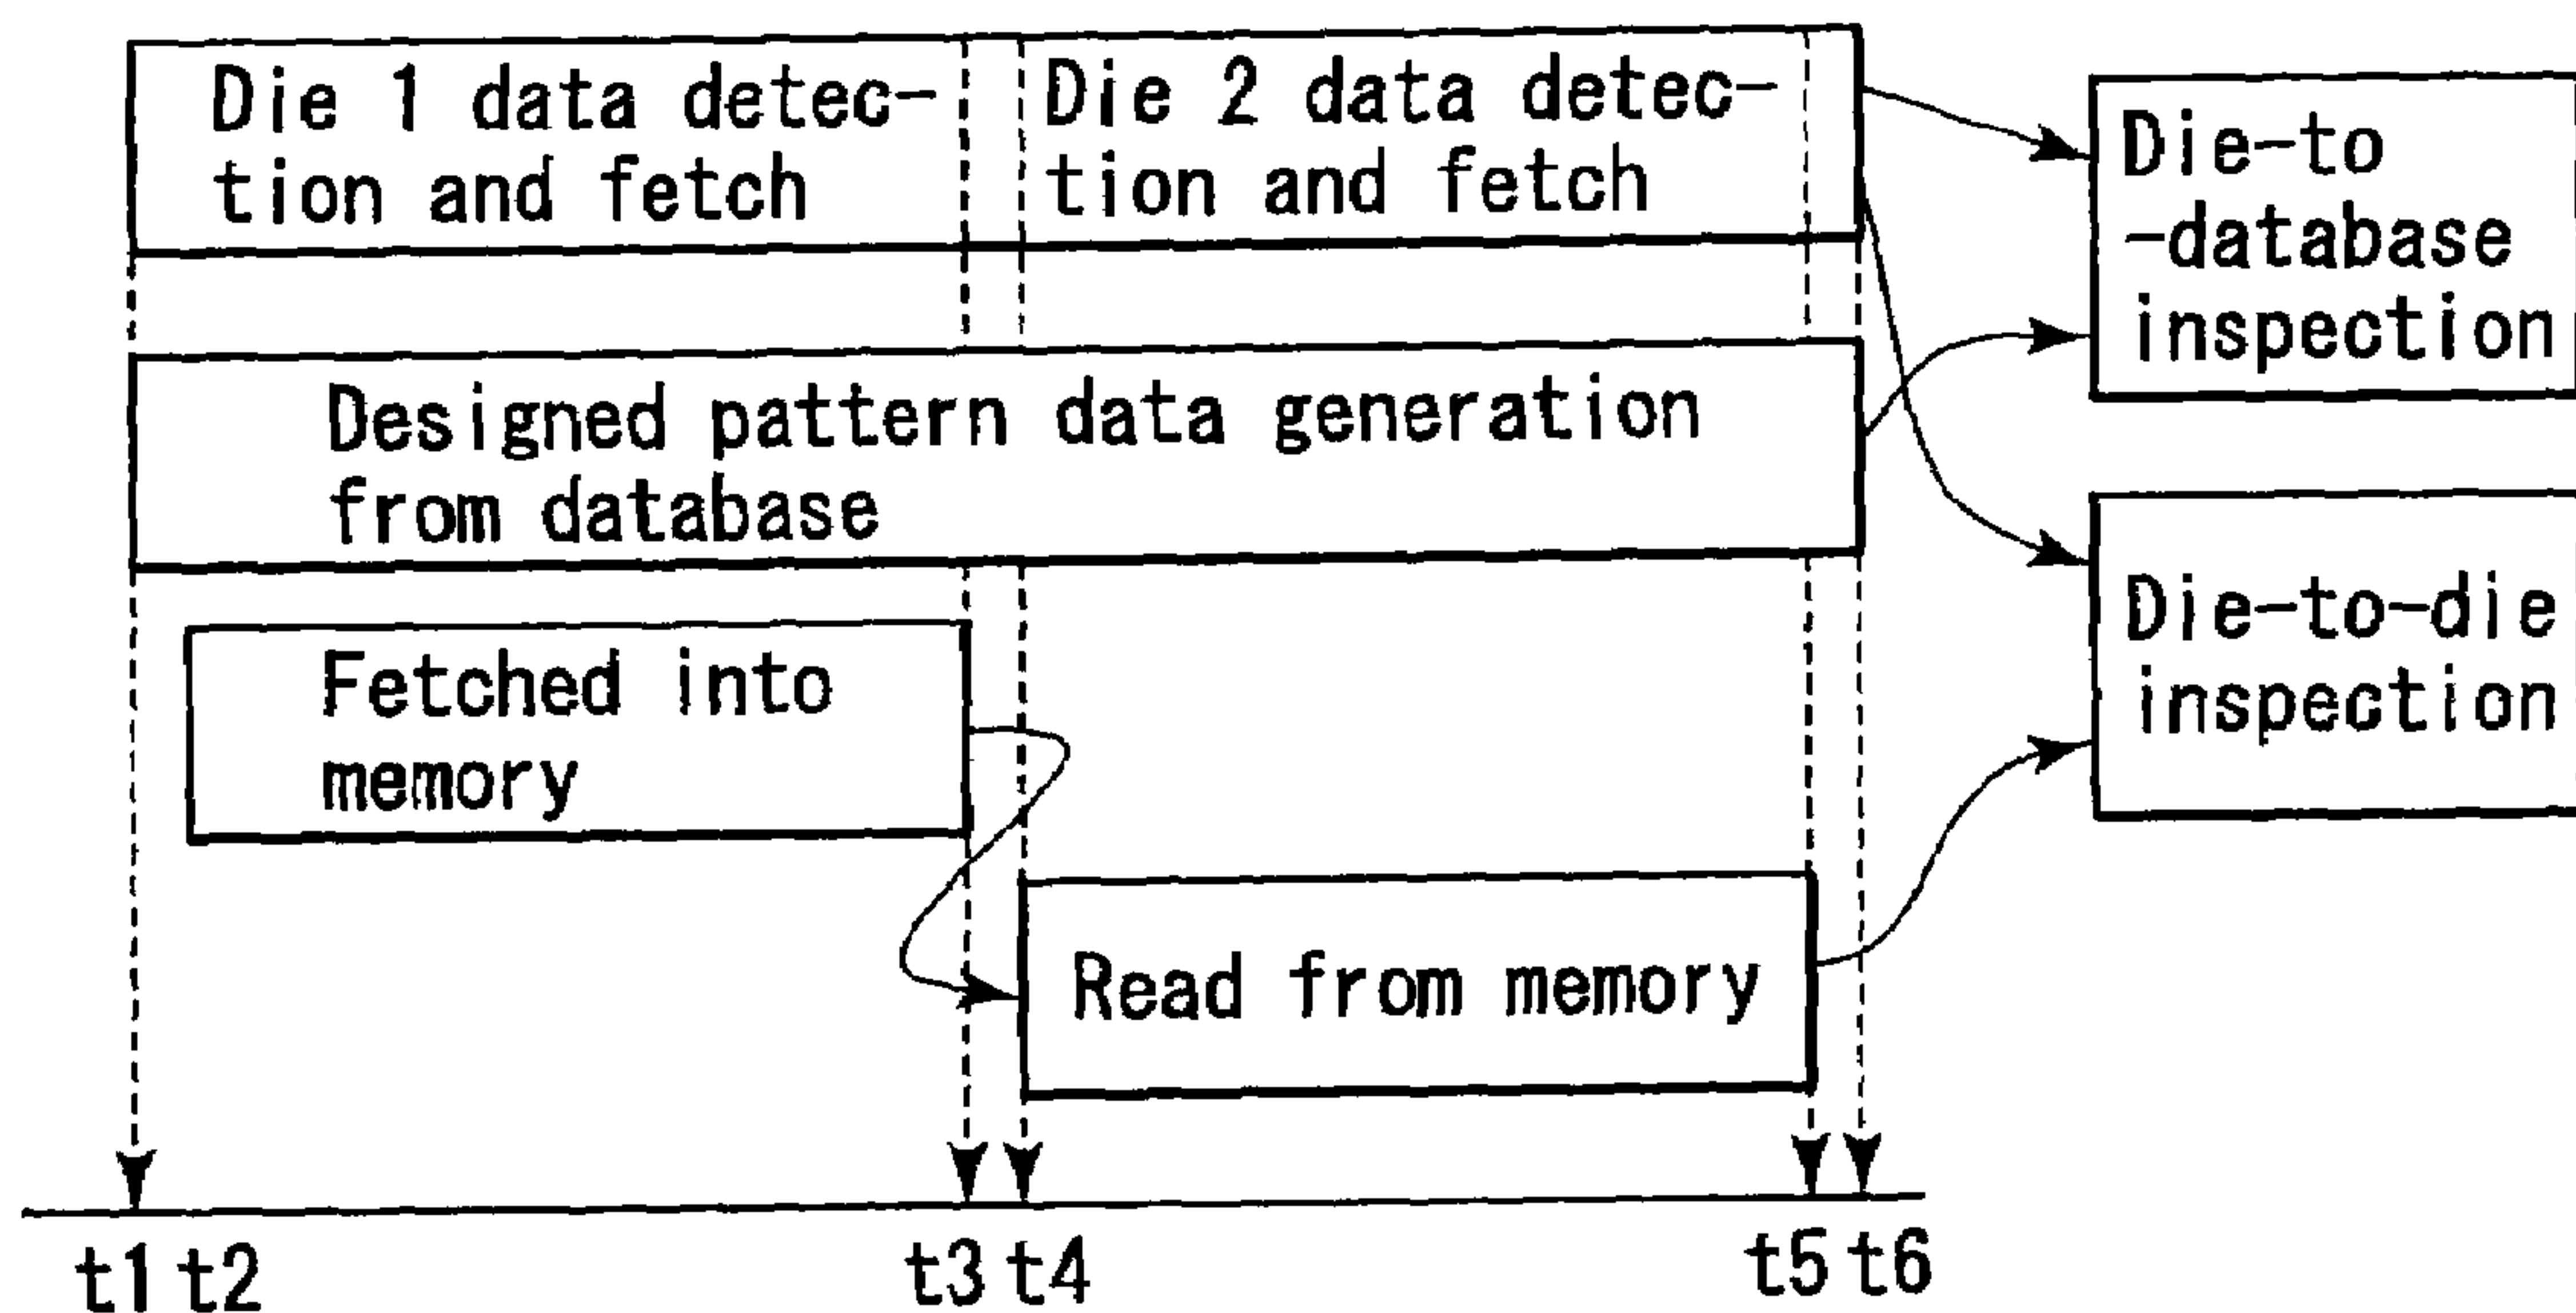 Die 1 data detec-
tion and fetch
Die 2 data detec-
tion and fetch
Die-to
-database
inspection
Designed pattern data generation
from database
Die-to-die
inspection
Fetched into
memory
Read from memory
t1 t2 t3 t4 t5 t6